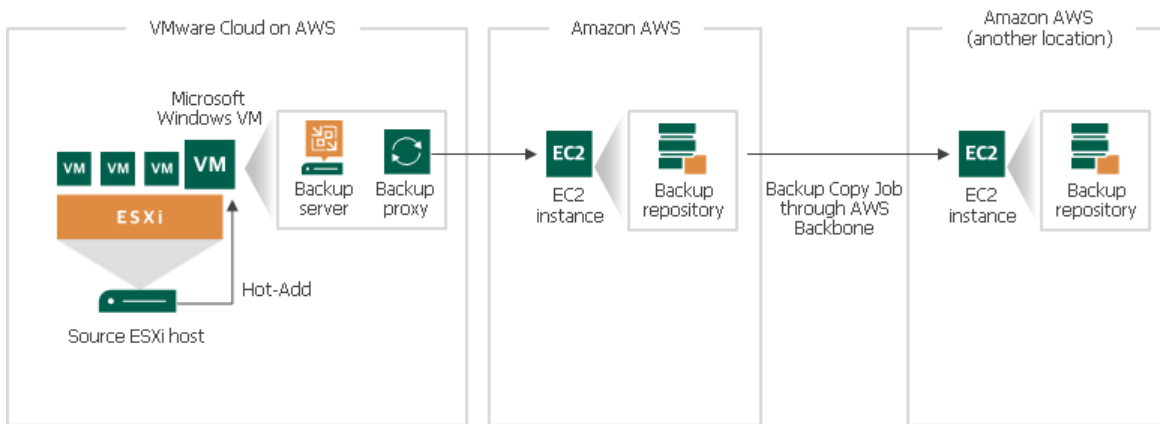 VMware Cloud on AWS
Microsoft
Windows VM
VM
VM
VM
VM
ESXi
Source ESXi host
Hot-Add
Backup
server
Backup
proxy
Amazon AWS
EC2
EC2
instance
Backup
repository
Backup Copy Job
through AWS
Backbone
Amazon AWS
(another location)
EC2
EC2
instance
Backup
repository